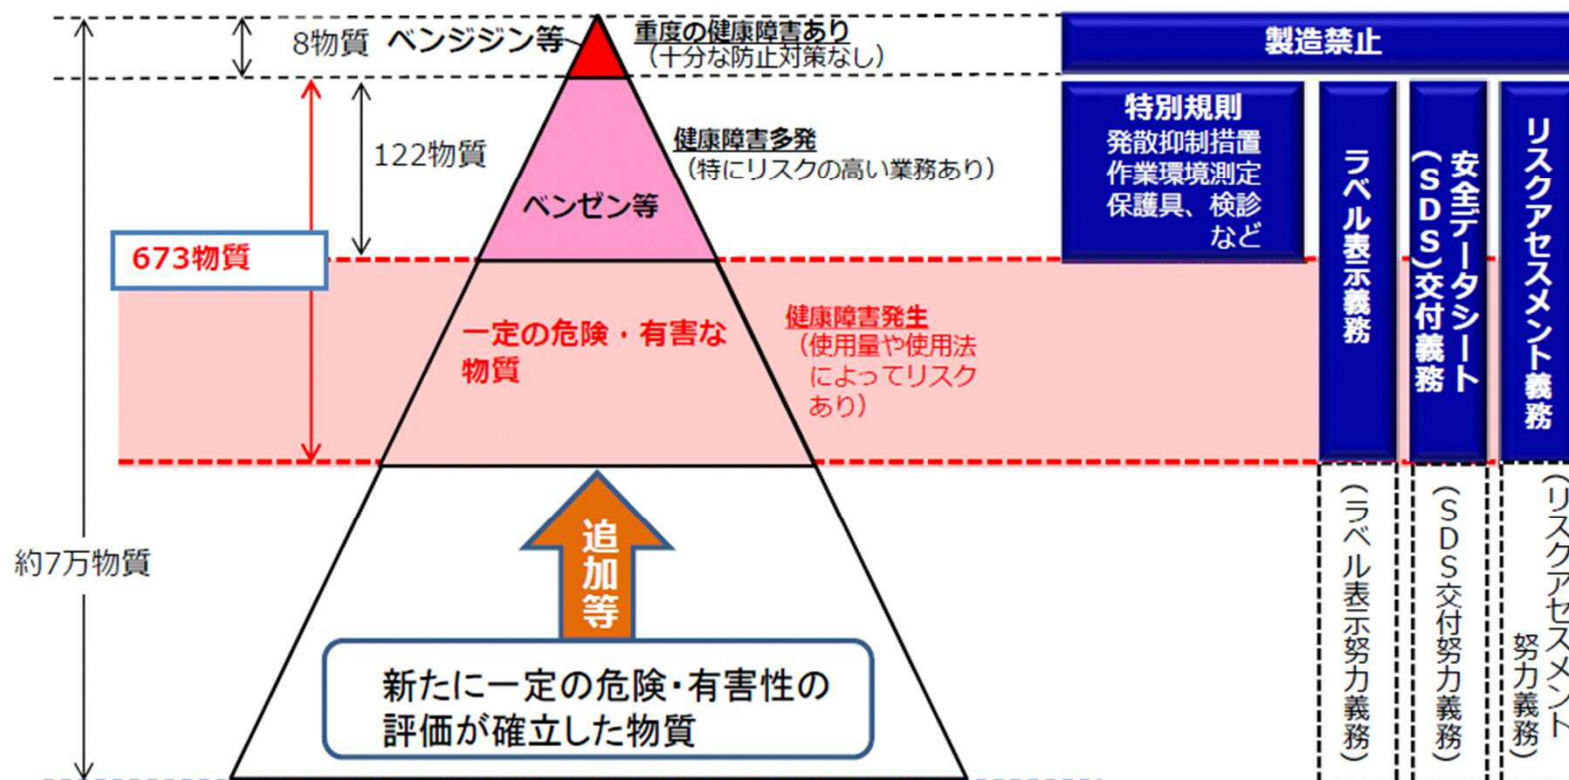 8物質
ベンジジン等
重度の健康障害あり
（十分な防止対策なし）
製造禁止
122物質
健康障害多発
（特にリスクの高い業務あり）
ベンゼン等
特別規則
発散抑制措置
作業環境測定
保護具、検診
など
ラベル表示義務
安全データシート
（SDS）交付義務
リスクアセスメント義務
673物質
一定の危険・有害な
物質
健康障害発生
（使用量や使用法
によってリスク
あり）
約7万物質
追加等
新たに一定の危険・有害性の
評価が確立した物質
（ラベル表示努力義務）
（SDS交付努力義務）
（リスクアセスメント
努力義務）